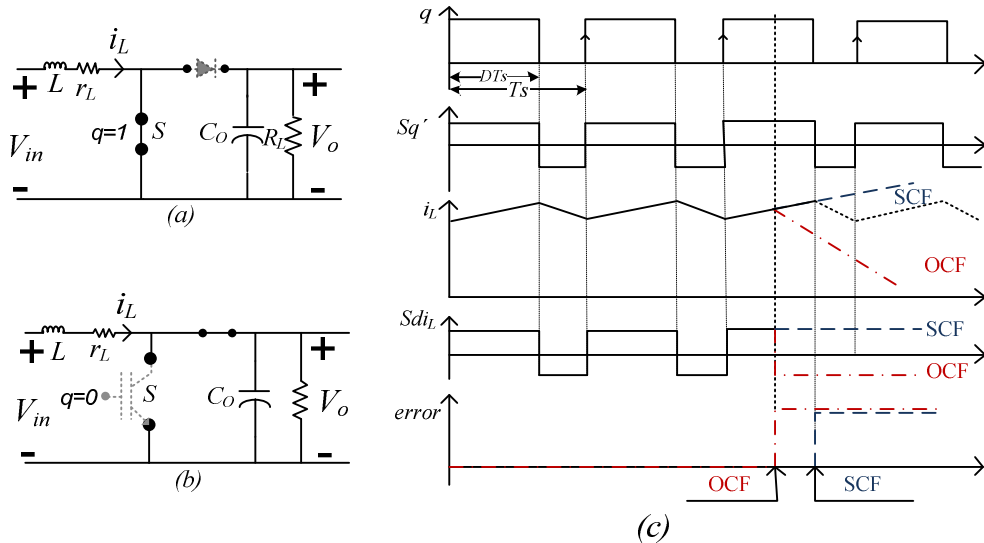 i_L
+ L r_L + 
q=1 S C_O R_L V_o
V_in
- -
(a)
i_L
+ L r_L +
q=0 S C_O V_o
V_in
- -
(b)
q
DTs
Ts
Sq´
i_L
SCF
OCF
Sdi_L
SCF
OCF
error
OCF SCF
(c)